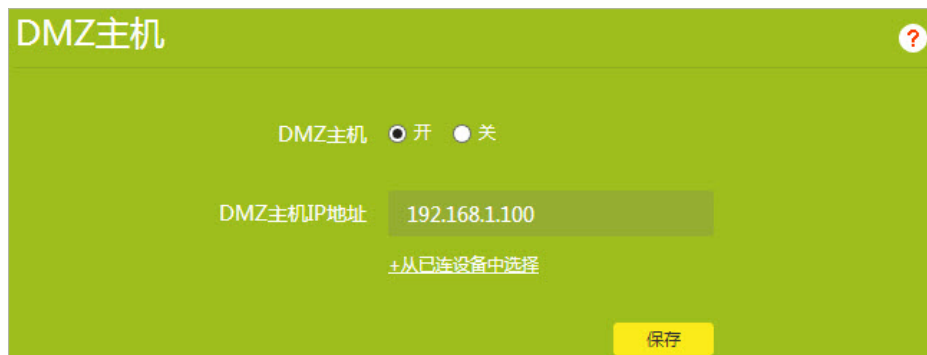 DMZ主机
?
DMZ主机 开 关
DMZ主机IP地址 192.168.1.100
+从已连设备中选择
保存